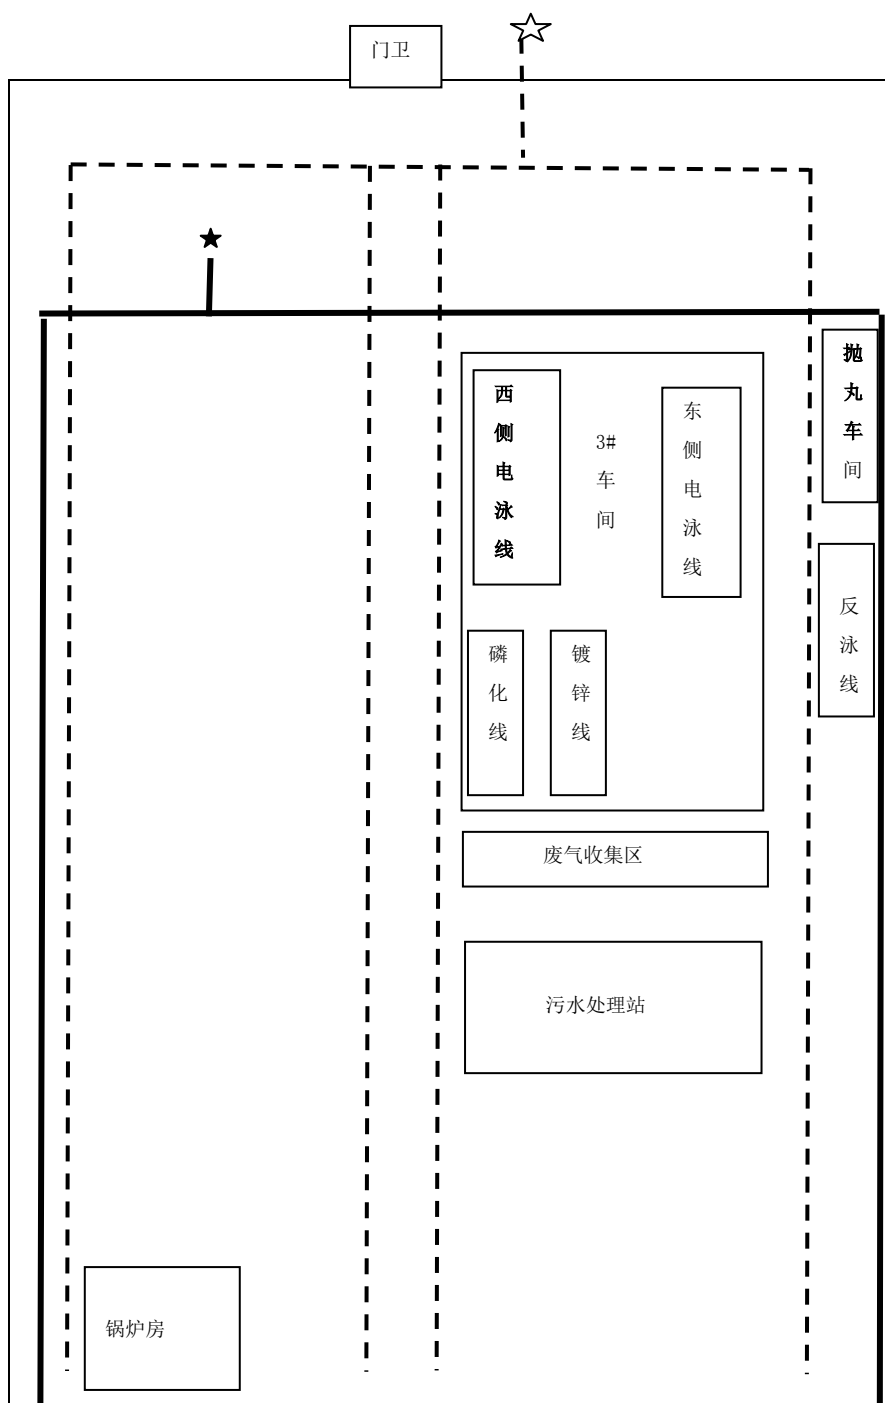 门卫
西侧电泳线
3#车间
东侧电泳线
抛丸车间
反泳线
磷化线
镀锌线
废气收集区
污水处理站
锅炉房